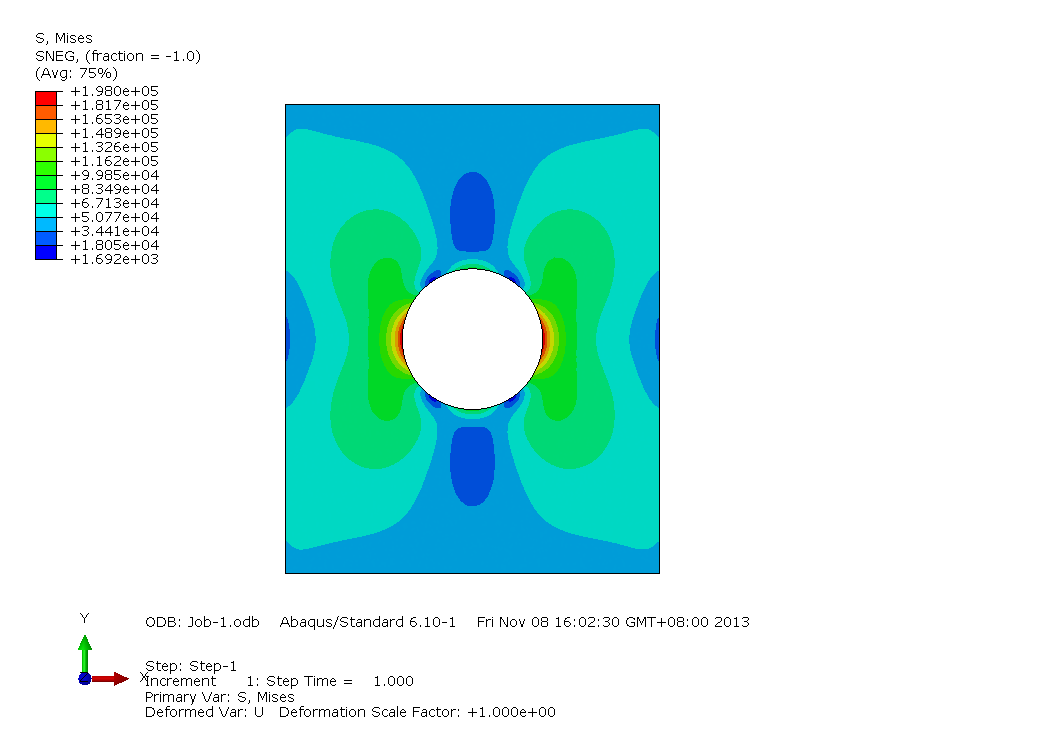 S, Mises
SNEG, (fraction = -1.0)
(Avg: 75%)
+1.980e+05
+1.817e+05
+1.653e+05
+1.489e+05
+1.326e+05
+1.162e+05
+9.985e+04
+8.349e+04
+6.713e+04
+5.077e+04
+3.441e+04
+1.805e+04
+1.692e+03
Y
X
ODB: Job-1.odb Abaqus/Standard 6.10-1 Fri Nov 08 16:02:30 GMT+08:00 2013
Step: Step-1
Increment 1: Step Time = 1.000
Primary Var: S, Mises
Deformed Var: U Deformation Scale Factor: +1.000e+00